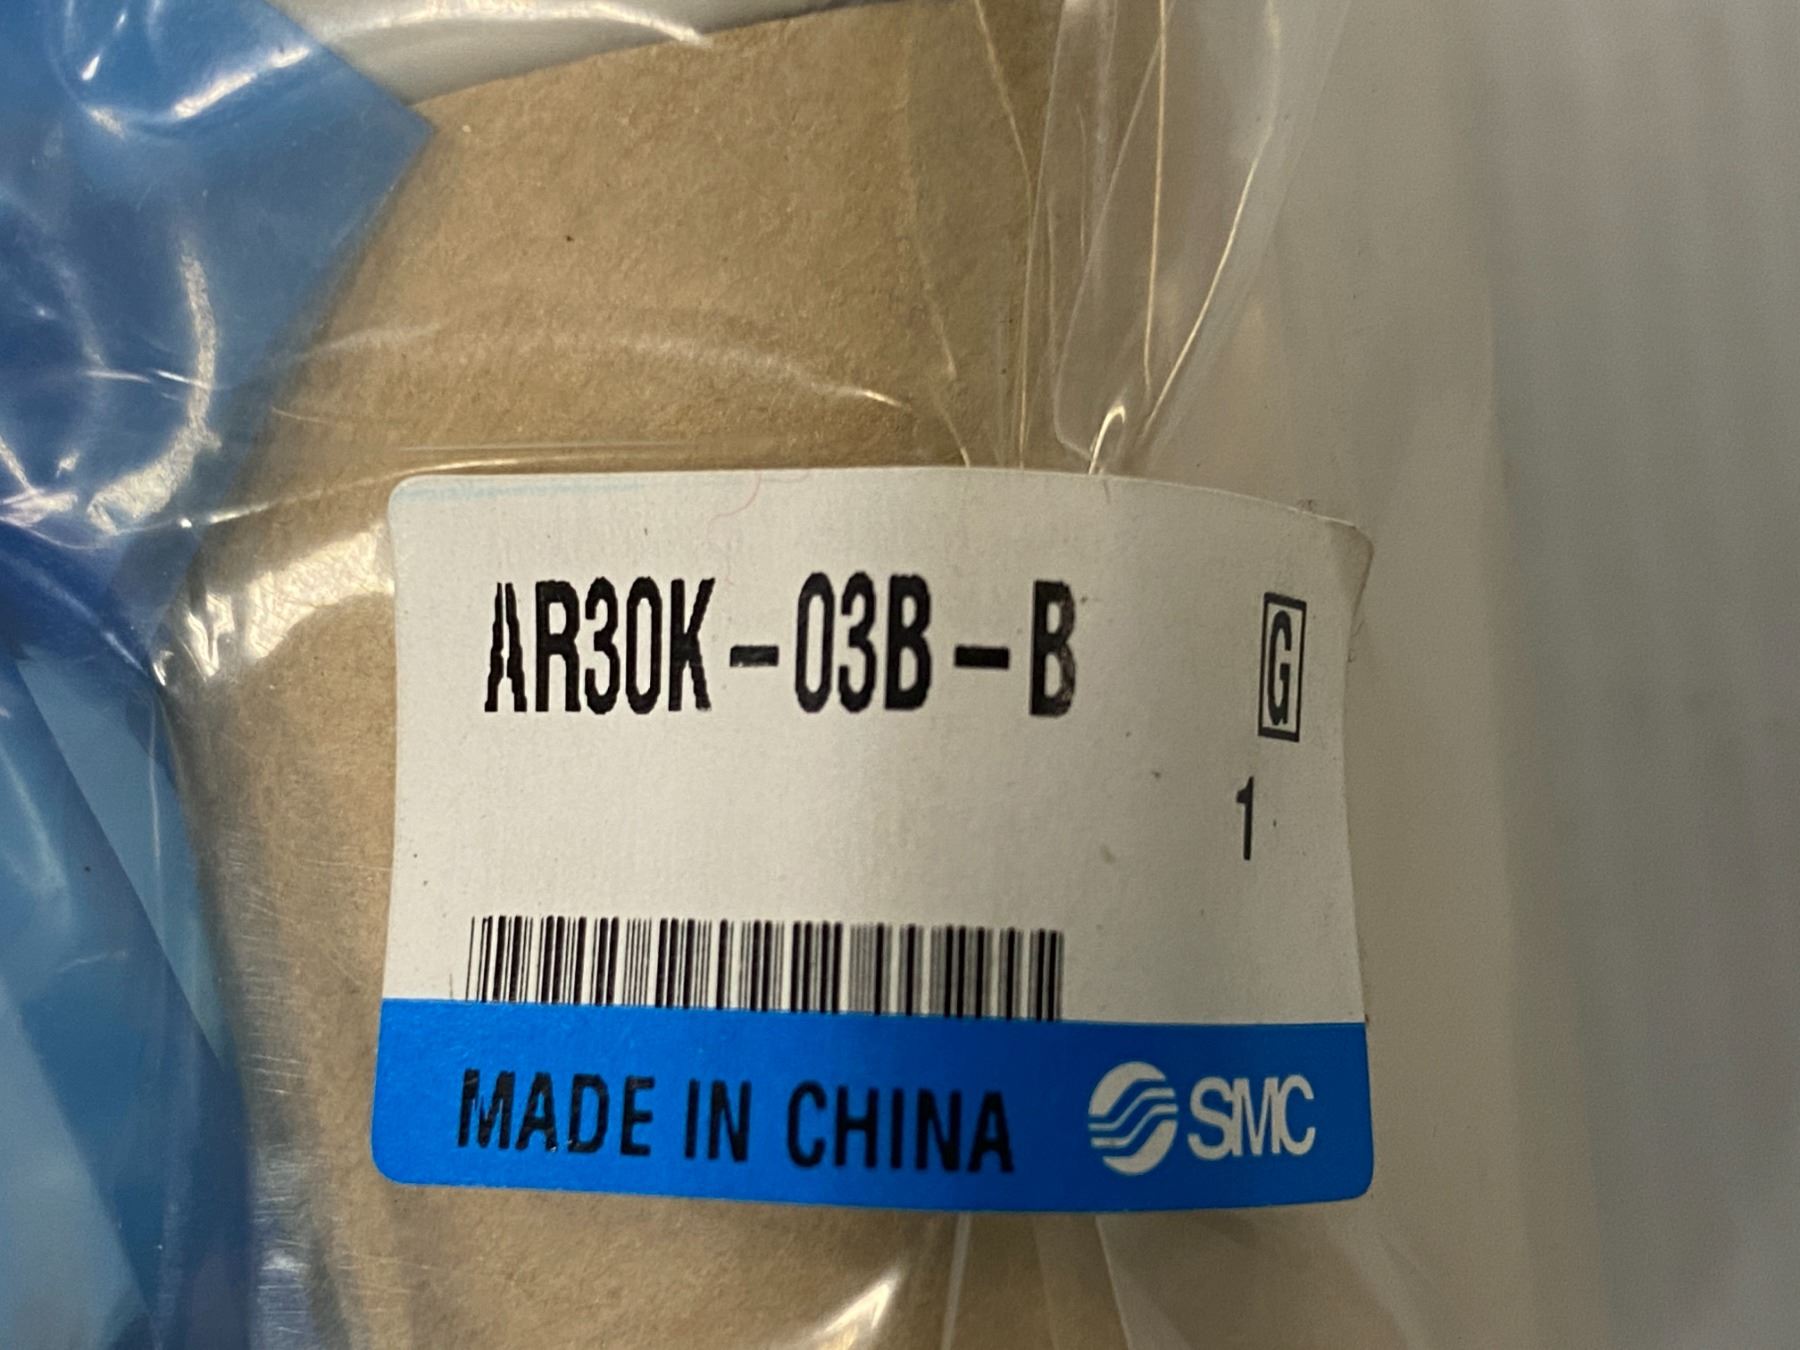 AR30K-03B-B G
1
MADE IN CHINA SMC